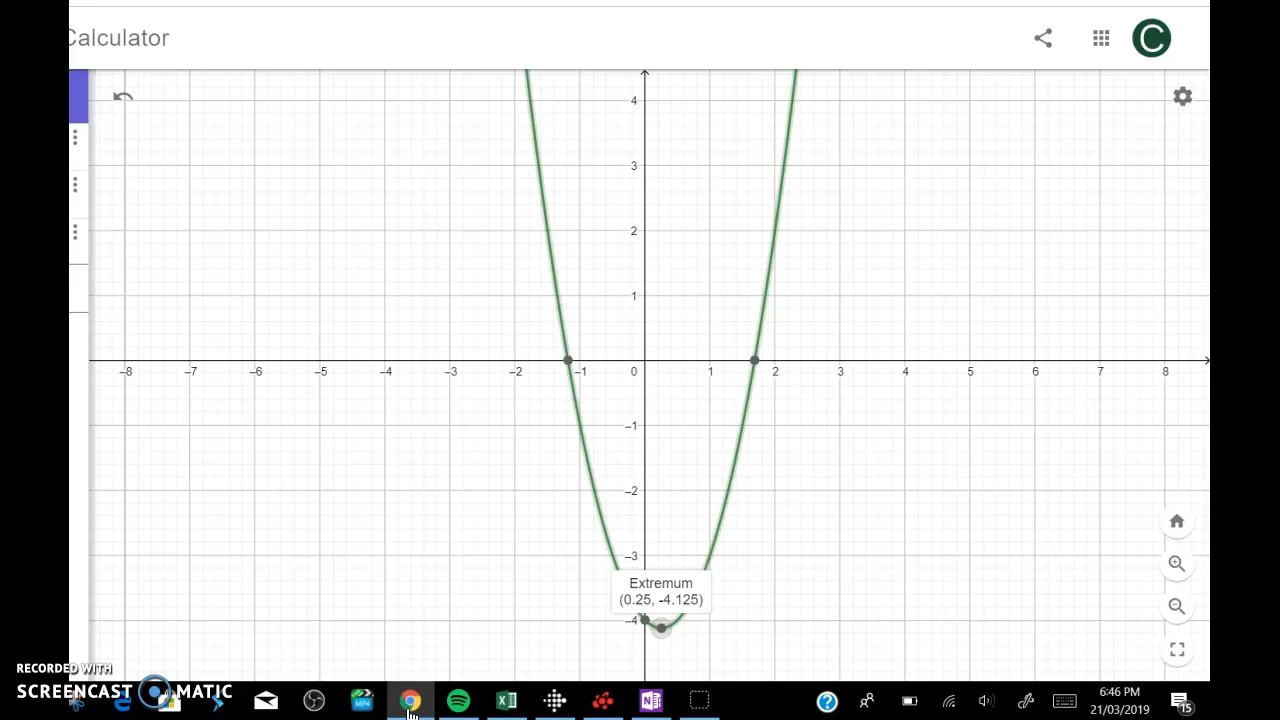 Calculator
C
4
3
2
1
–8 –7 –6 –5 –4 –3 –2 –1 0 1 2 3 4 5 6 7 8
–1
–2
–3
Extremum
(0.25, -4.125)
–4
RECORDED WITH
SCREENCAST MATIC
MP4
N
?
6:46 PM
21/03/2019
15